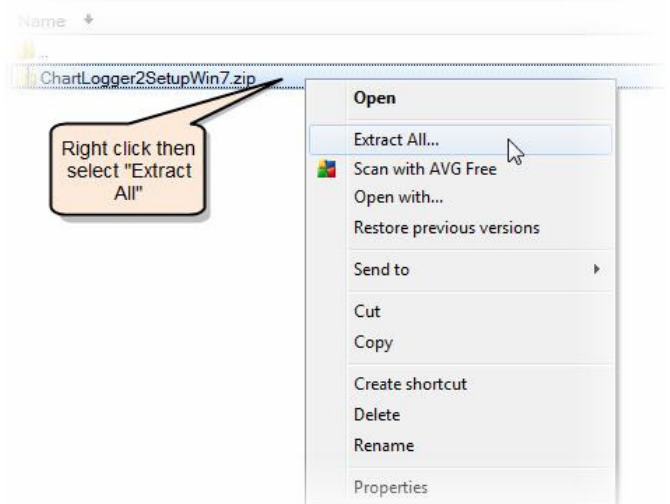 Name
..
ChartLogger2SetupWin7.zip
Right click then
select "Extract
All"
Open
Extract All...
Scan with AVG Free
Open with...
Restore previous versions
Send to
Cut
Copy
Create shortcut
Delete
Rename
Properties